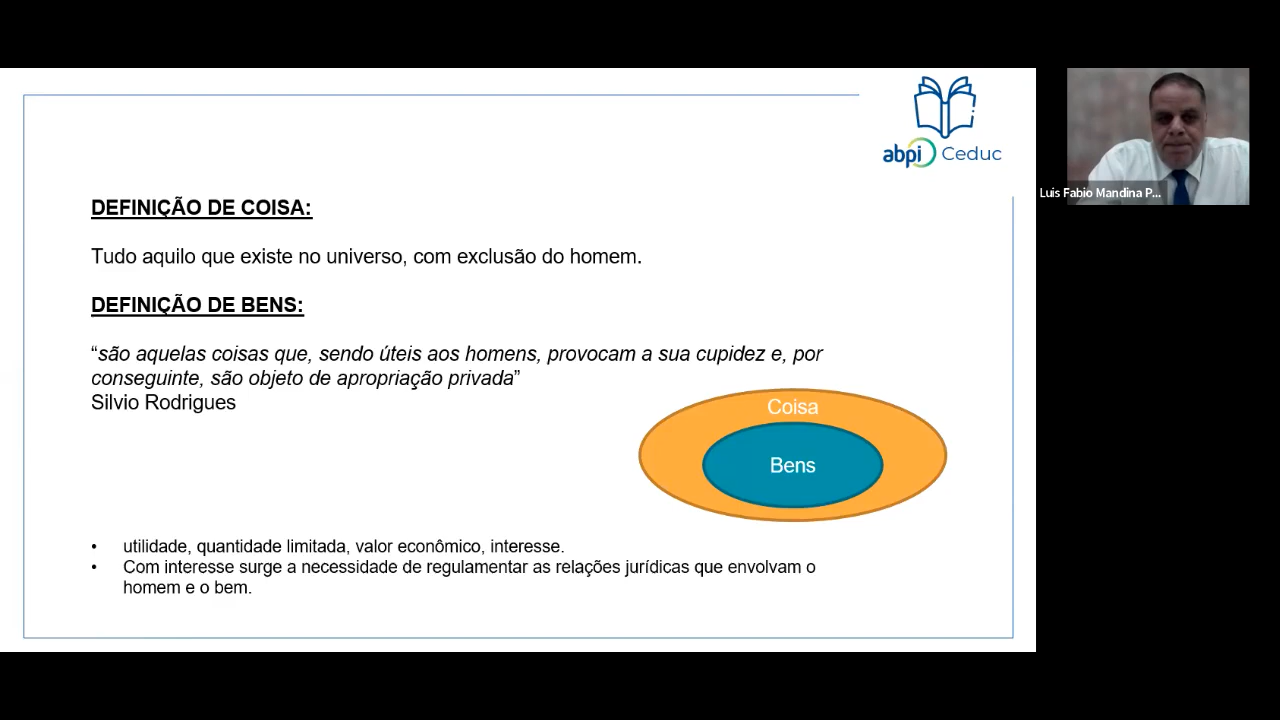 abpi Ceduc
Luis Fabio Mandina P...
DEFINIÇÃO DE COISA:
Tudo aquilo que existe no universo, com exclusão do homem.
DEFINIÇÃO DE BENS:
“são aquelas coisas que, sendo úteis aos homens, provocam a sua cupidez e, por
conseguinte, são objeto de apropriação privada”
Silvio Rodrigues
Coisa
Bens
• utilidade, quantidade limitada, valor econômico, interesse.
• Com interesse surge a necessidade de regulamentar as relações jurídicas que envolvam o
homem e o bem.